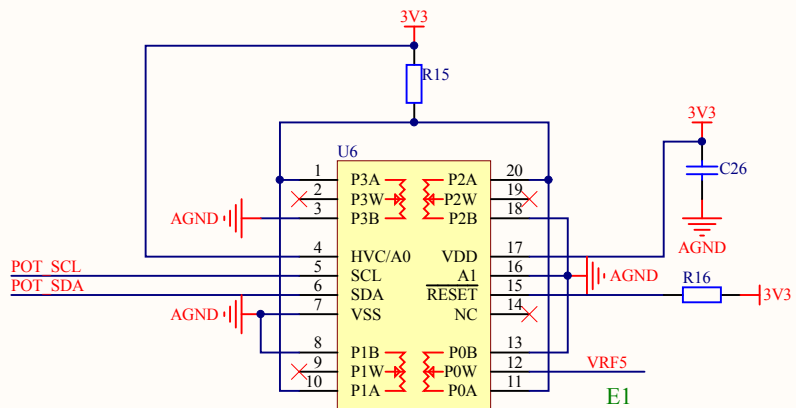 3V3
R15
3V3
U6
C26
1 P3A P2A 20
2 P3W P2W 19
3 P3B P2B 18
AGND
AGND
4 HVC/A0 VDD 17
POT_SCL 5 SCL A1 16 AGND
POT_SDA 6 SDA RESET 15 R16 3V3
AGND 7 VSS NC 14
8 P1B P0B 13
9 P1W P0W 12 VRF5
10 P1A P0A 11
E1